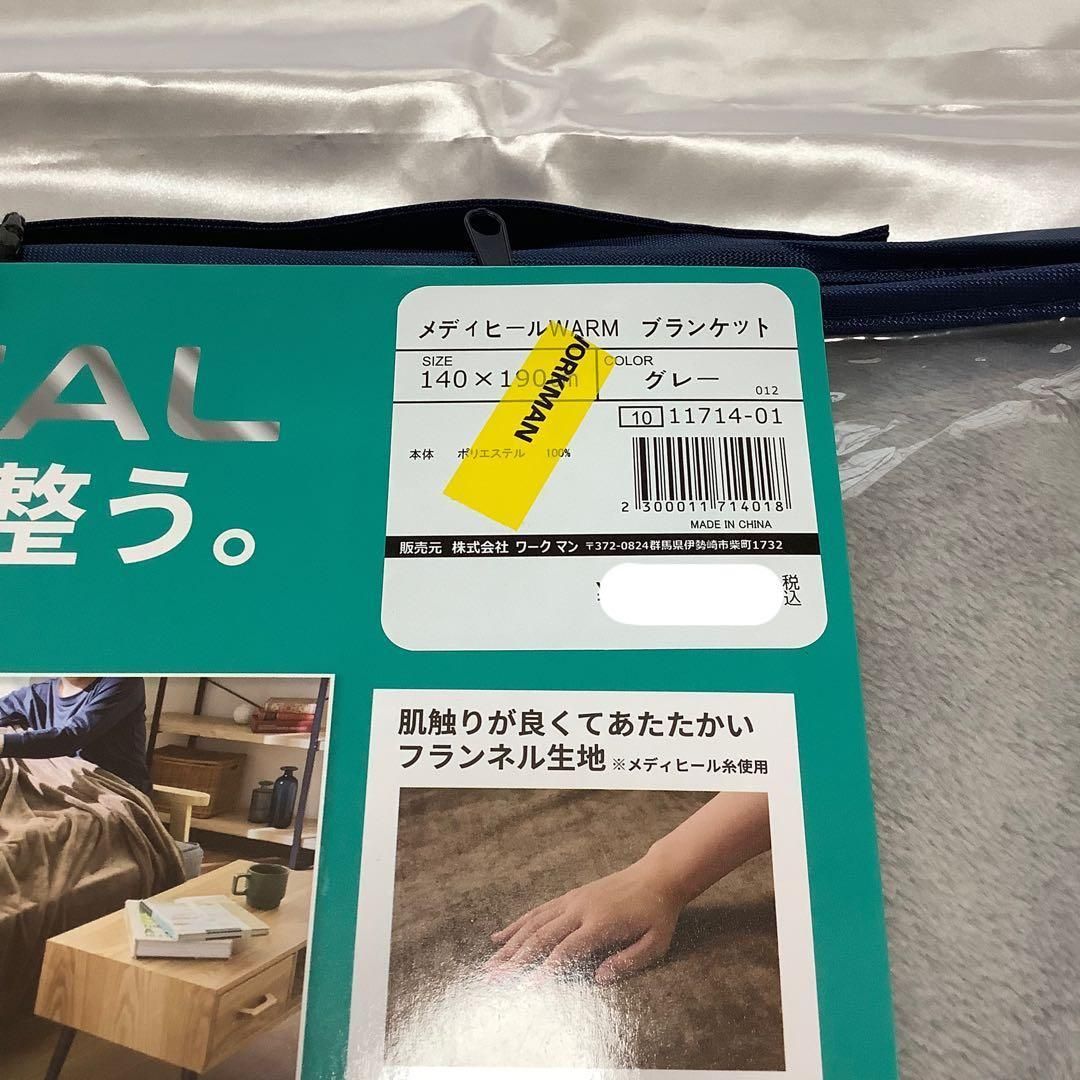 EAL
整う。
メディヒールWARM ブランケット
SIZE
140×190cm
COLOR
グレー
012
10 11714-01
本体 ポリエステル 100%
WORKMAN
2 300011 714018
MADE IN CHINA
販売元 株式会社 ワークマン 〒372-0824群馬県伊勢崎市柴町1732
税込
肌触りが良くてあたたかい
フランネル生地 ※メディヒール糸使用